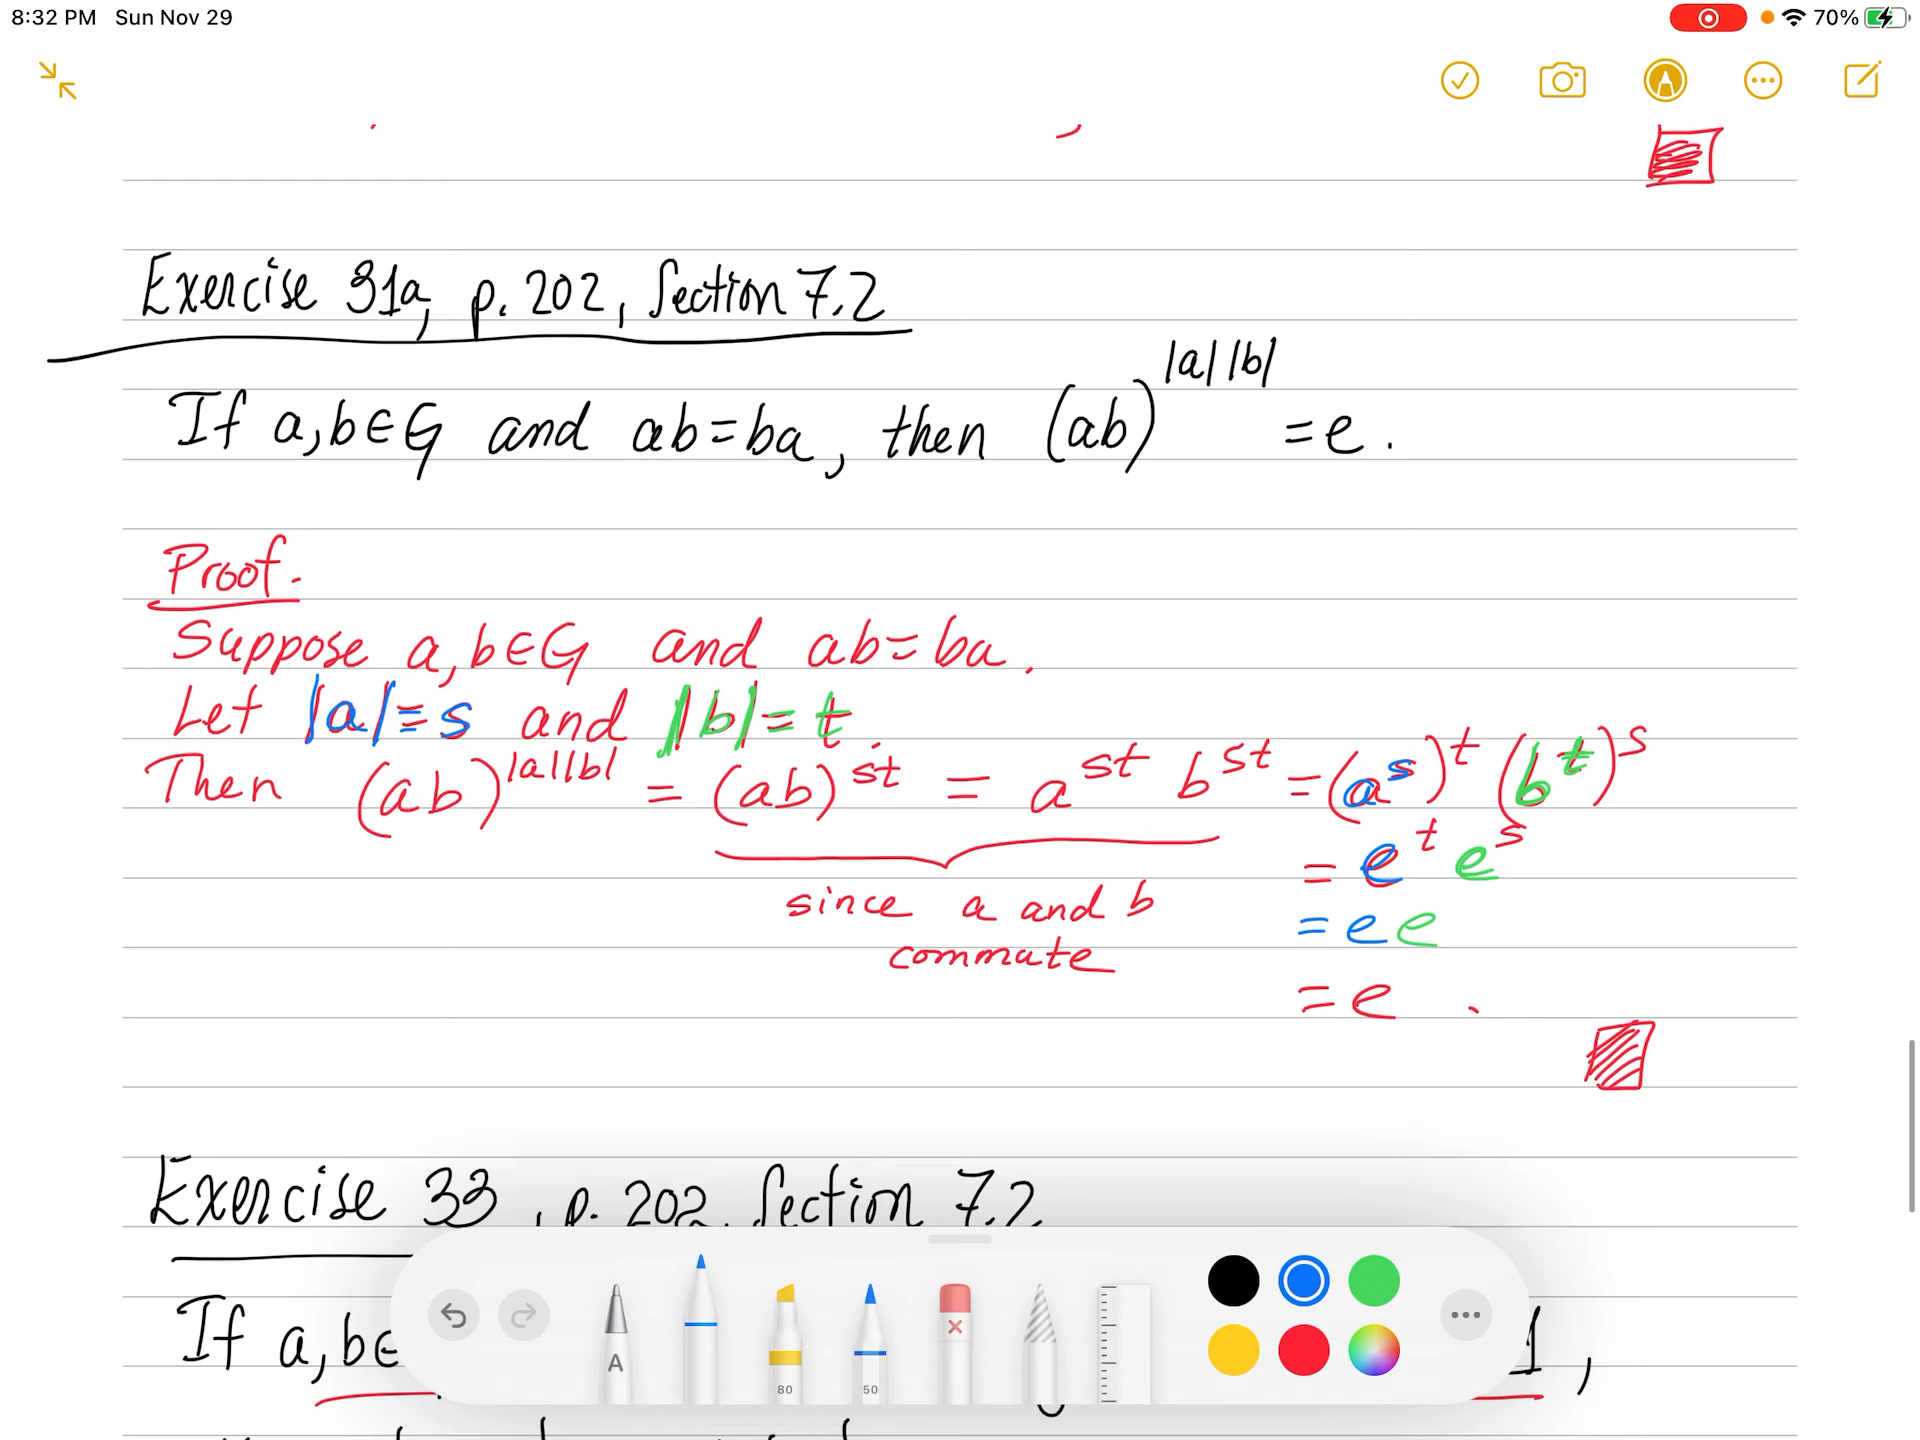 8:32 PM Sun Nov 29
70%
Exercise 31a, p. 202, Section 7.2
If a,b∈G and ab=ba, then (ab)^{|a||b|} = e.
Proof.
Suppose a,b∈G and ab=ba.
Let |a|=s and |b|=t.
Then (ab)^{|a||b|} = (ab)^{st} = a^{st} b^{st} = (a^s)^t (b^t)^s
= e^t e^s
since a and b
= e e
commute
= e .
Exercise 33, p. 202, Section 7.2
If a,b∈ 1,
A
80
50